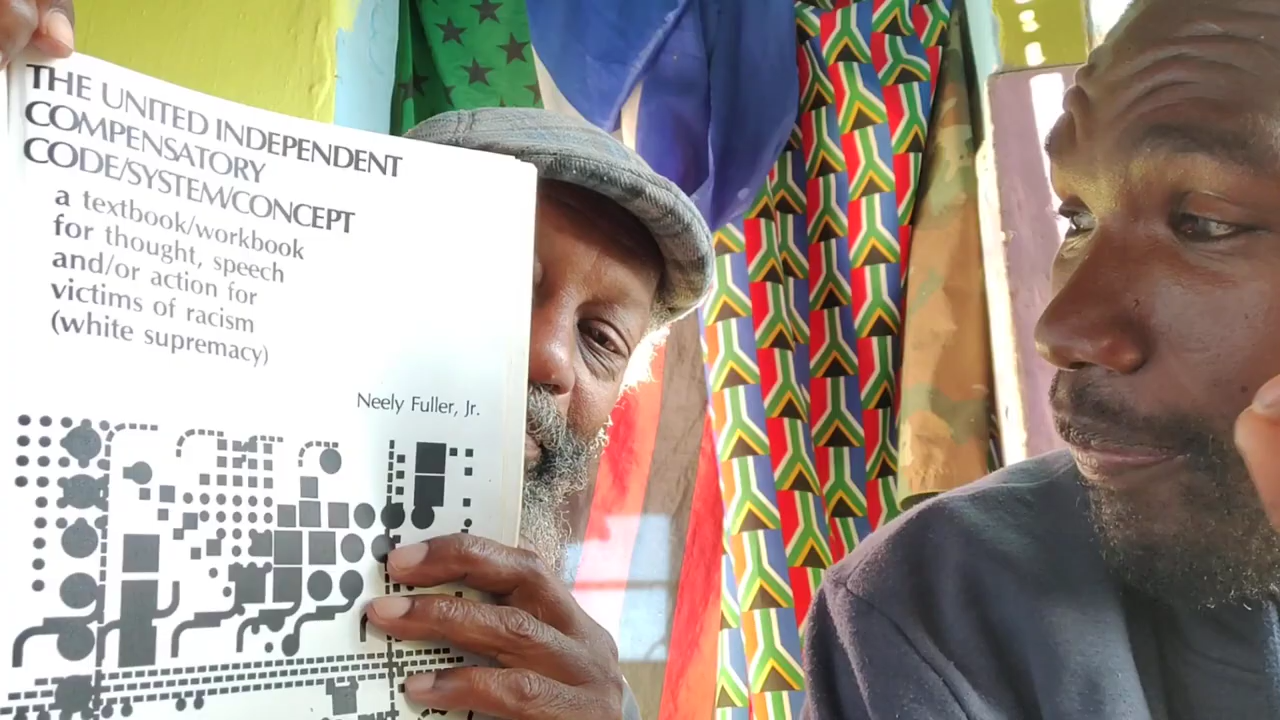 THE UNITED INDEPENDENT
COMPENSATORY
CODE/SYSTEM/CONCEPT
a textbook/workbook
for thought, speech
and/or action for
victims of racism
(white supremacy)
Neely Fuller, Jr.